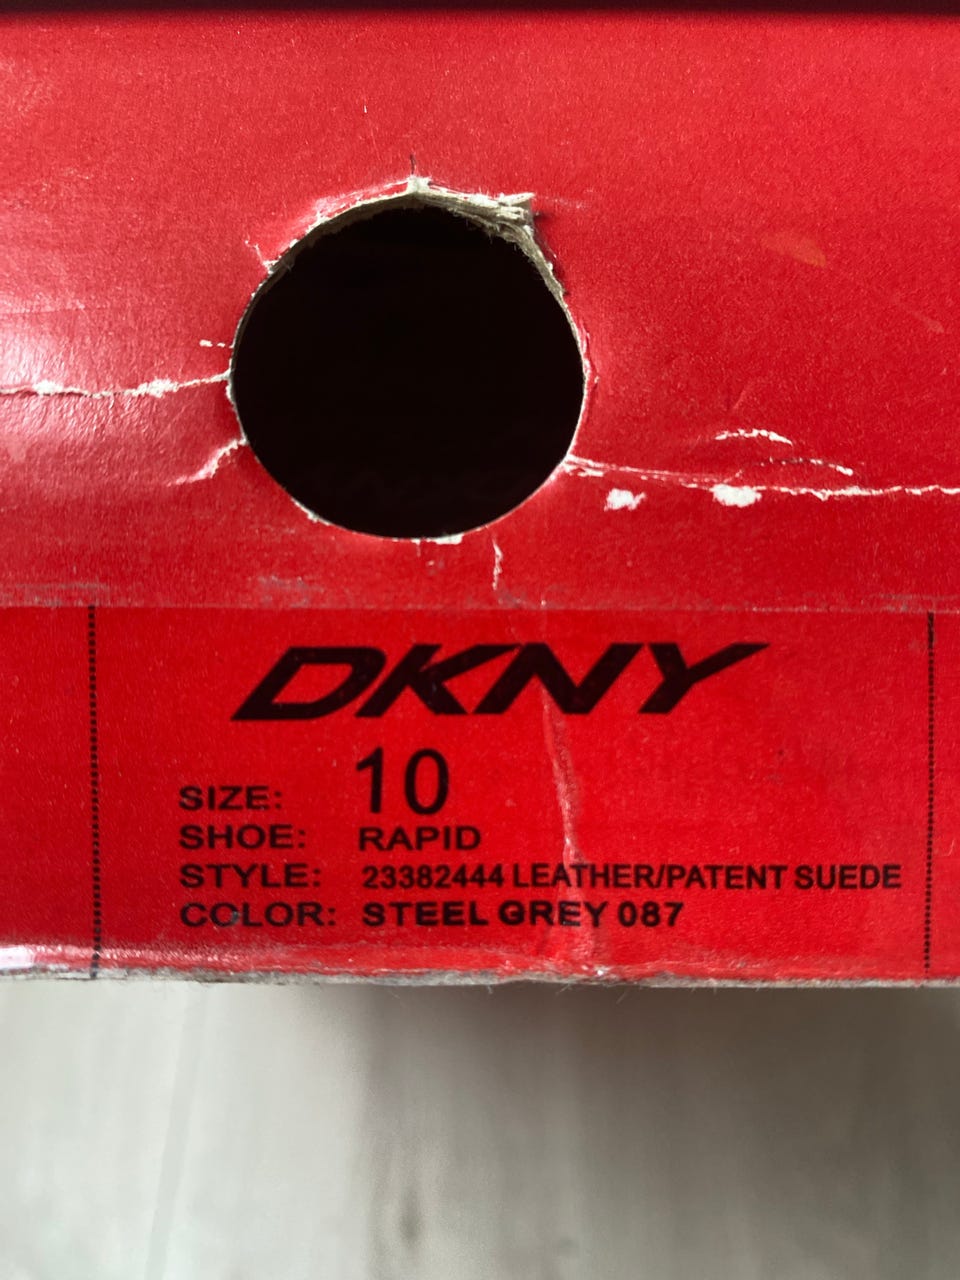 DKNY
SIZE: 10
SHOE: RAPID
STYLE: 23382444 LEATHER/PATENT SUEDE
COLOR: STEEL GREY 087